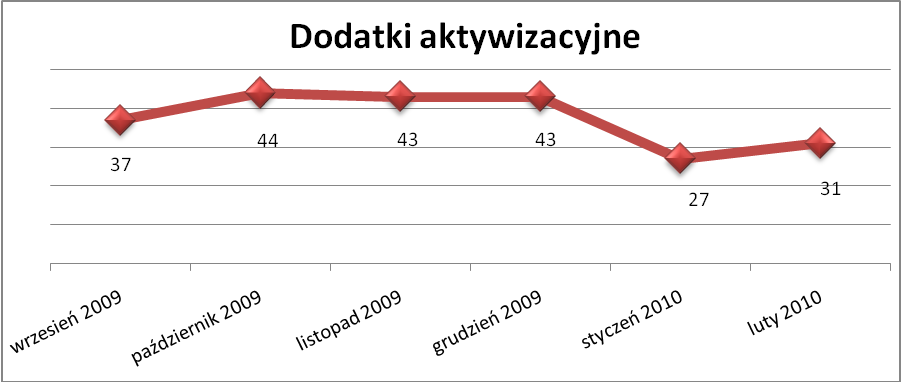 Dodatki aktywizacyjne
37
44
43
43
27
31
wrzesień 2009
październik 2009
listopad 2009
grudzień 2009
styczeń 2010
luty 2010